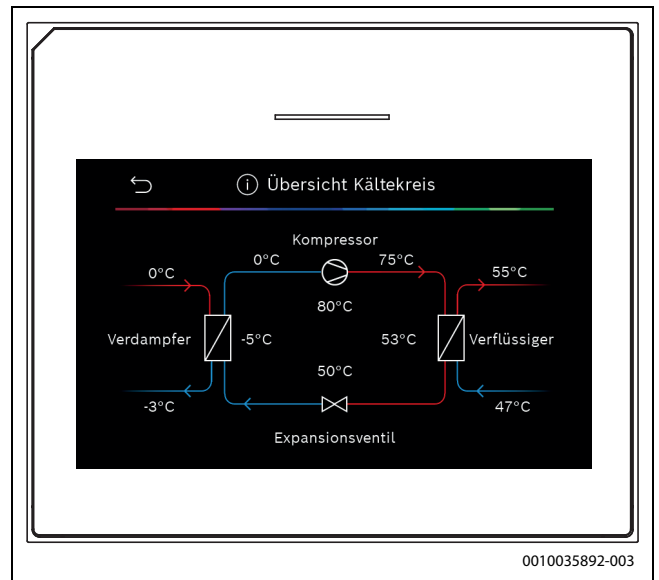 Übersicht Kältekreis
Kompressor
0°C
75°C
0°C
55°C
80°C
Verdampfer
-5°C
53°C
Verflüssiger
50°C
-3°C
47°C
Expansionsventil
0010035892-003